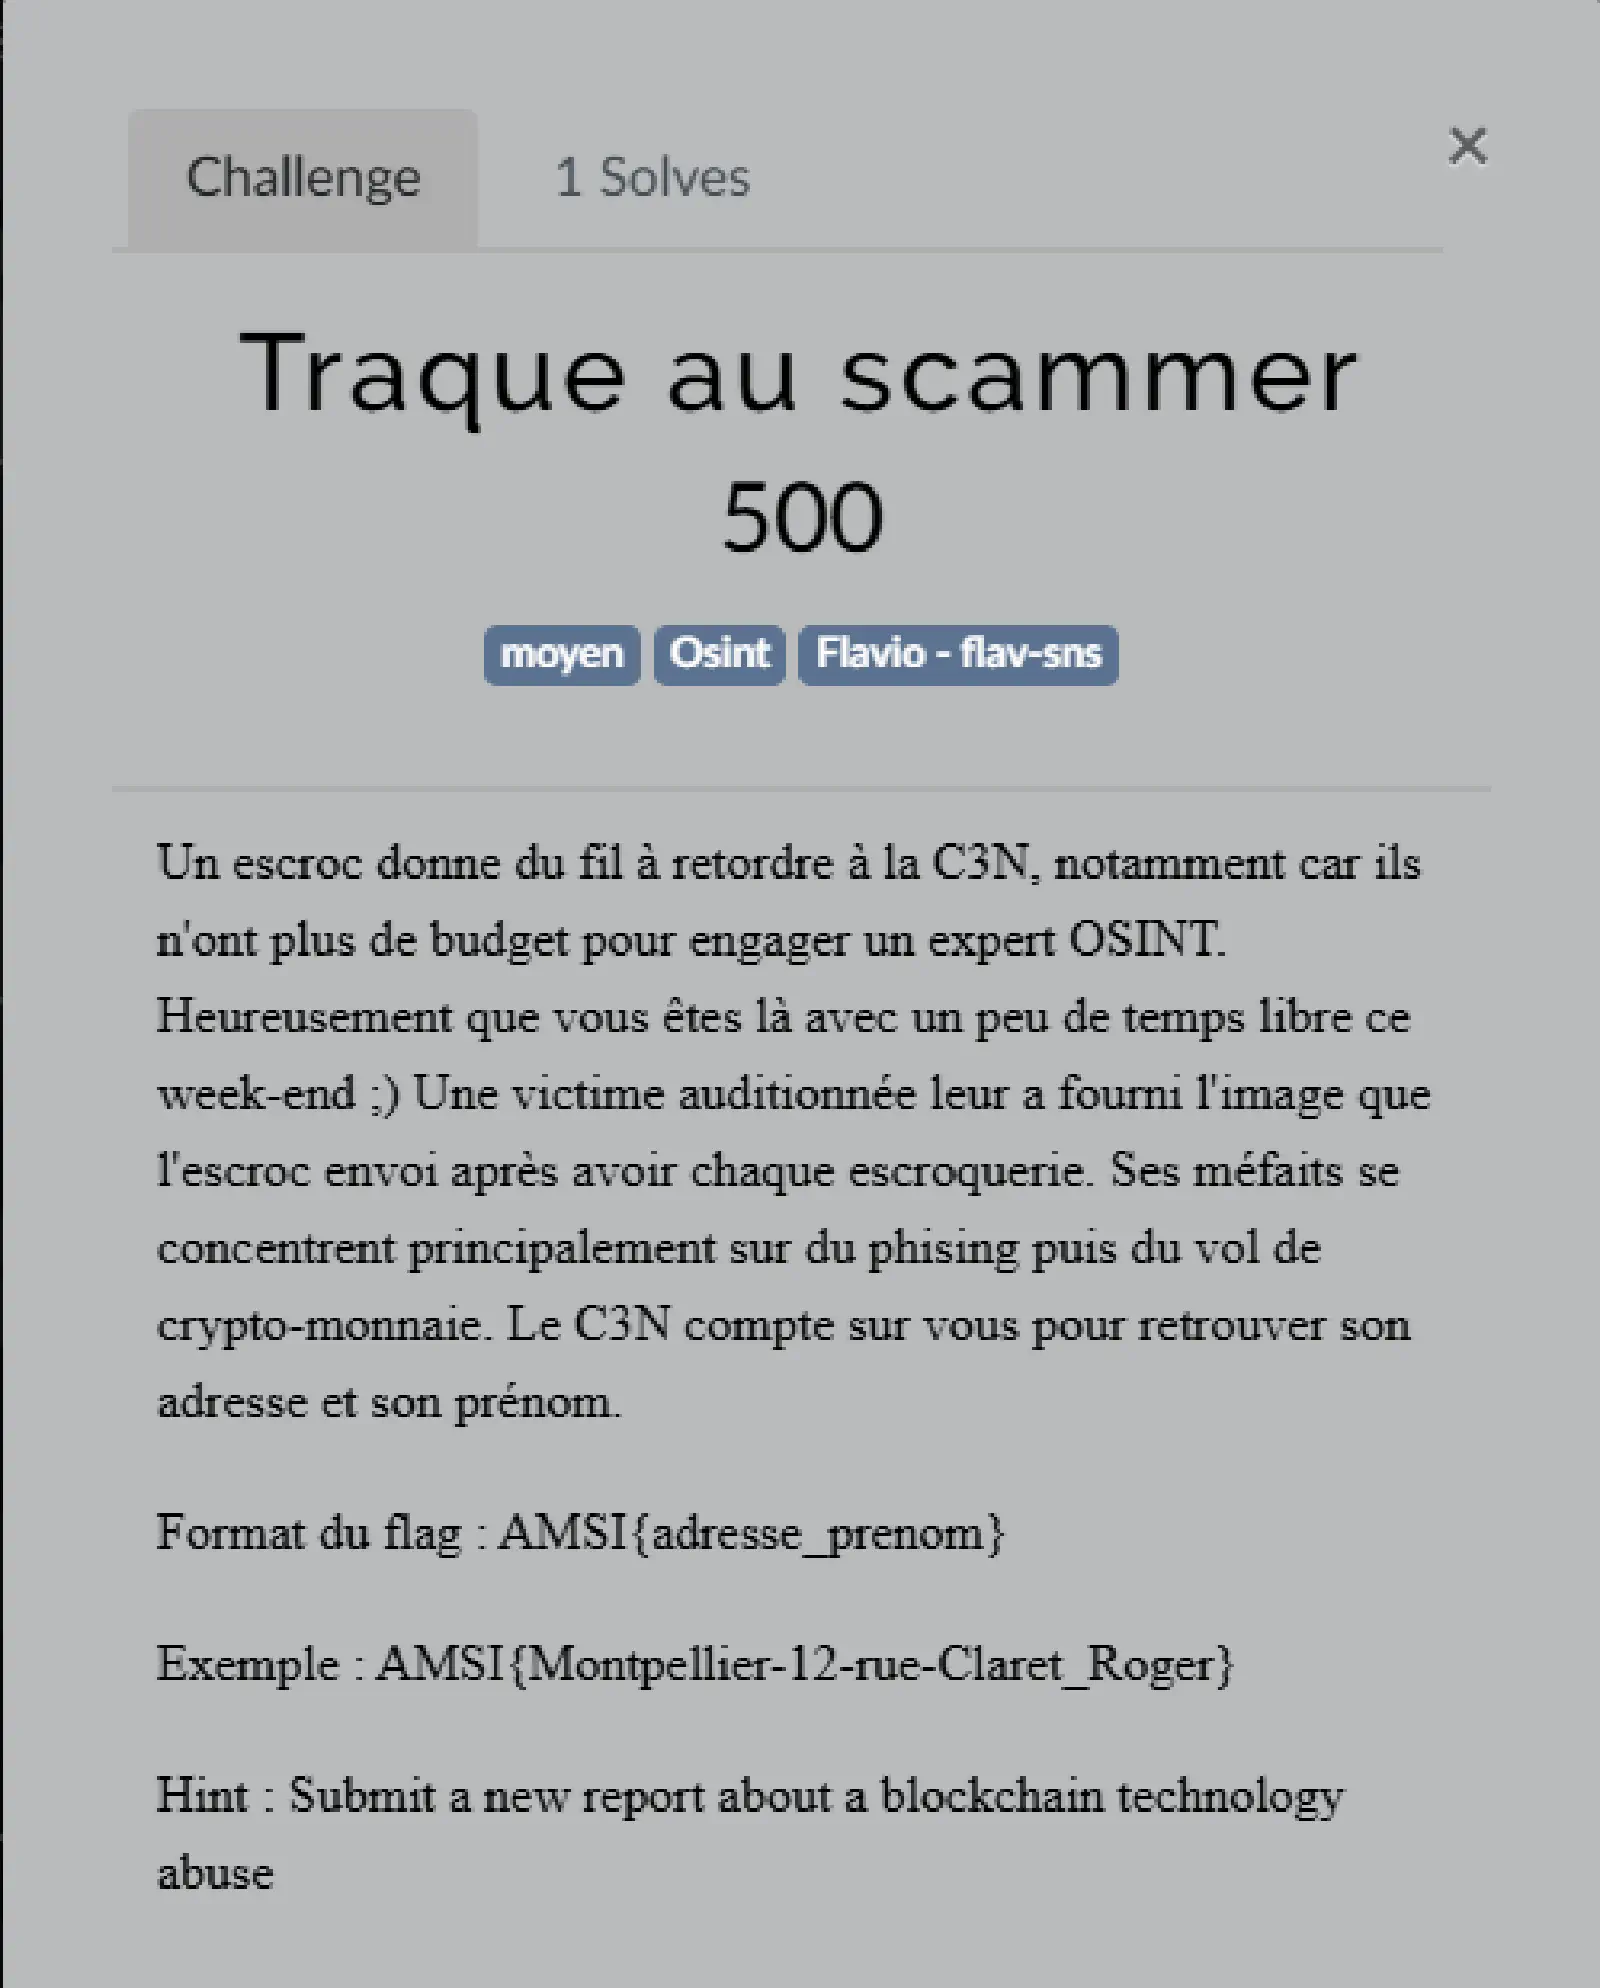 Challenge
1 Solves
×
Traque au scammer
500
moyen Osint Flavio - flav-sns
Un escroc donne du fil à retordre à la C3N, notamment car ils
n'ont plus de budget pour engager un expert OSINT.
Heureusement que vous êtes là avec un peu de temps libre ce
week-end ;) Une victime auditionnée leur a fourni l'image que
l'escroc envoi après avoir chaque escroquerie. Ses méfaits se
concentrent principalement sur du phising puis du vol de
crypto-monnaie. Le C3N compte sur vous pour retrouver son
adresse et son prénom.
Format du flag : AMSI{adresse_prenom}
Exemple : AMSI{Montpellier-12-rue-Claret_Roger}
Hint : Submit a new report about a blockchain technology
abuse